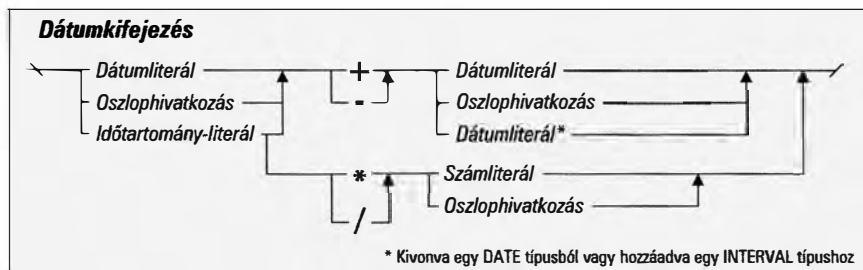 Dátumkifejezés
Dátumliterál + Dátumliterál
Oszlophivatkozás - Oszlophivatkozás
Időtartomány-literál Dátumliterál*
* Számliterál
/ Oszlophivatkozás
* Kivonva egy DATE típusból vagy hozzáadva egy INTERVAL típushoz